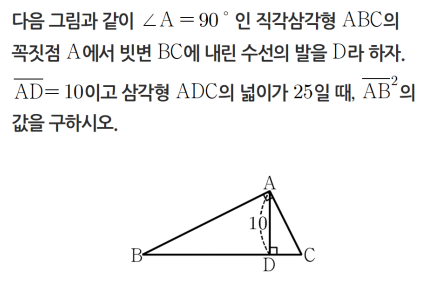 다음 그림과 같이 ∠A = 90° 인 직각삼각형 ABC의
꼭짓점 A에서 빗변 BC에 내린 수선의 발을 D라 하자.
\overline{AD} = 10이고 삼각형 ADC의 넓이가 25일 때, \overline{AB}²의
값을 구하시오.
A
10
B
D
C